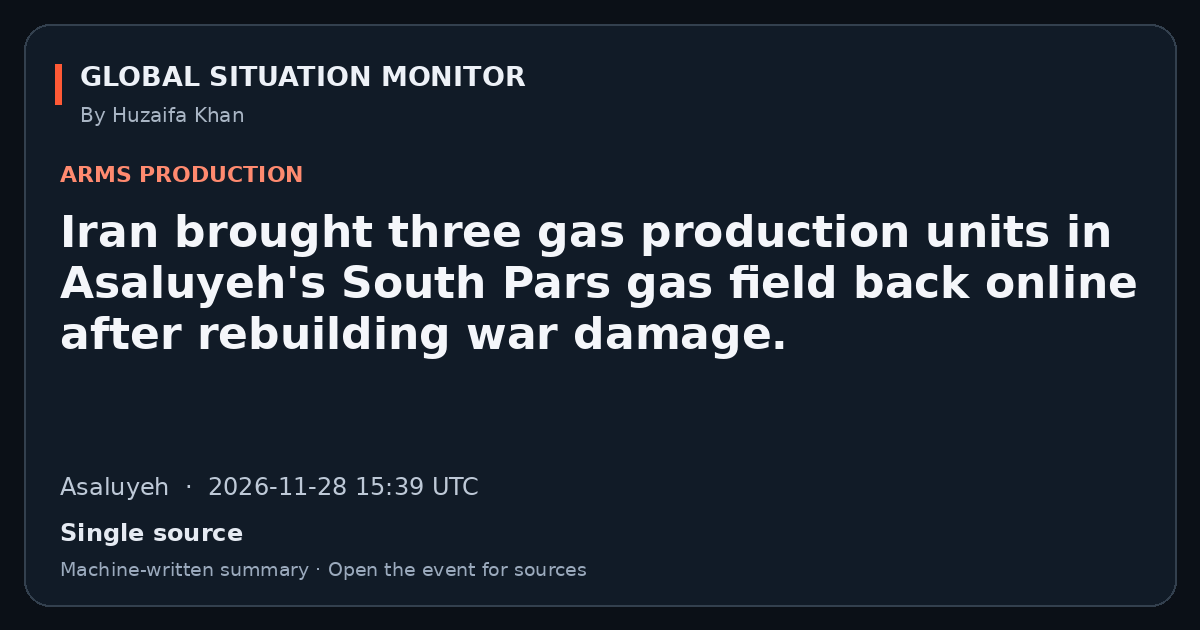 GLOBAL SITUATION MONITOR
By Huzaifa Khan
ARMS PRODUCTION
Iran brought three gas production units in
Asaluyeh's South Pars gas field back online
after rebuilding war damage.
Asaluyeh · 2026-11-28 15:39 UTC
Single source
Machine-written summary · Open the event for sources